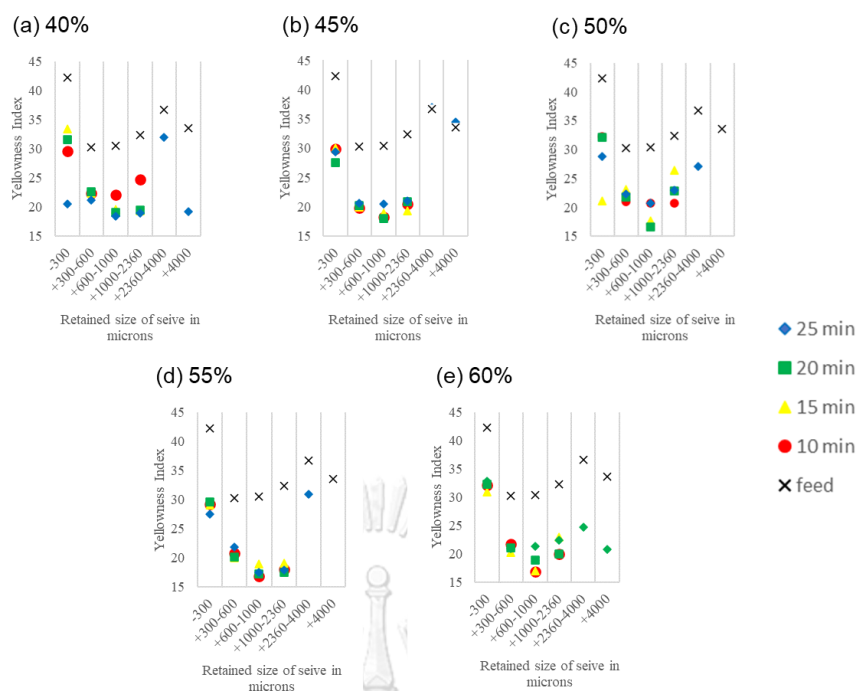 (a) 40%
Yellowness Index
45
40
35
30
25
20
15
-300
+300-600
+600-1000
+1000-2360
+2360-4000
+4000
Retained size of seive in
microns
(b) 45%
Yellowness Index
45
40
35
30
25
20
15
-300
+300-600
+600-1000
+1000-2360
+2360-4000
+4000
Retained size of seive in
microns
(c) 50%
Yellowness Index
45
40
35
30
25
20
15
-300
+300-600
+600-1000
+1000-2360
+2360-4000
+4000
Retained size of seive in
microns
(d) 55%
Yellowness Index
45
40
35
30
25
20
15
-300
+300-600
+600-1000
+1000-2360
+2360-4000
+4000
Retained size of seive in
microns
(e) 60%
Yellowness Index
45
40
35
30
25
20
15
-300
+300-600
+600-1000
+1000-2360
+2360-4000
+4000
Retained size of seive in
microns
25 min
20 min
15 min
10 min
feed